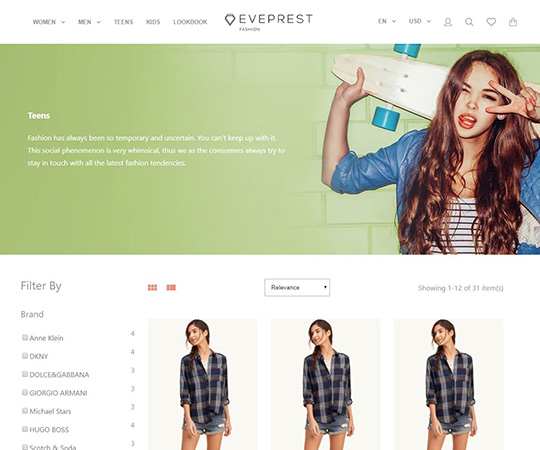 WOMEN MEN TEENS KIDS LOOKBOOK EVEPREST EN USD
FASHION
Teens
Fashion has always been so temporary and uncertain. You can't keep up with it.
This social phenomenon is very whimsical, thus we as the consumers always try to
stay in touch with all the latest fashion tendencies.
Filter By
Relevance
Showing 1-12 of 31 item(s)
Brand
Anne Klein 4
DKNY 4
DOLCE&GABBANA 3
GIORGIO ARMANI 3
Michael Stars 4
HUGO BOSS 4
Scotch & Soda 3